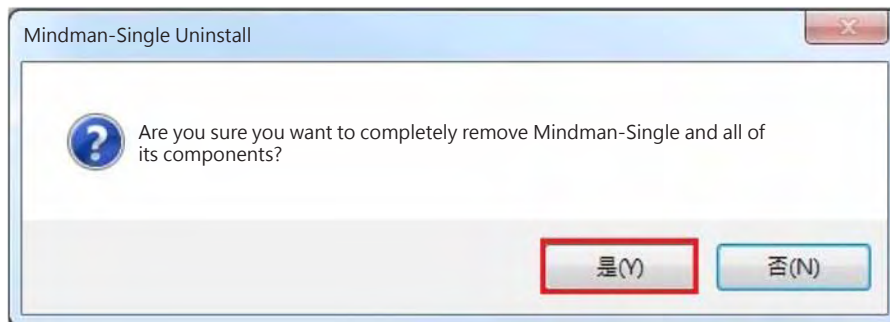 Mindman-Single Uninstall
Are you sure you want to completely remove Mindman-Single and all of
its components?
是(Y)
否(N)